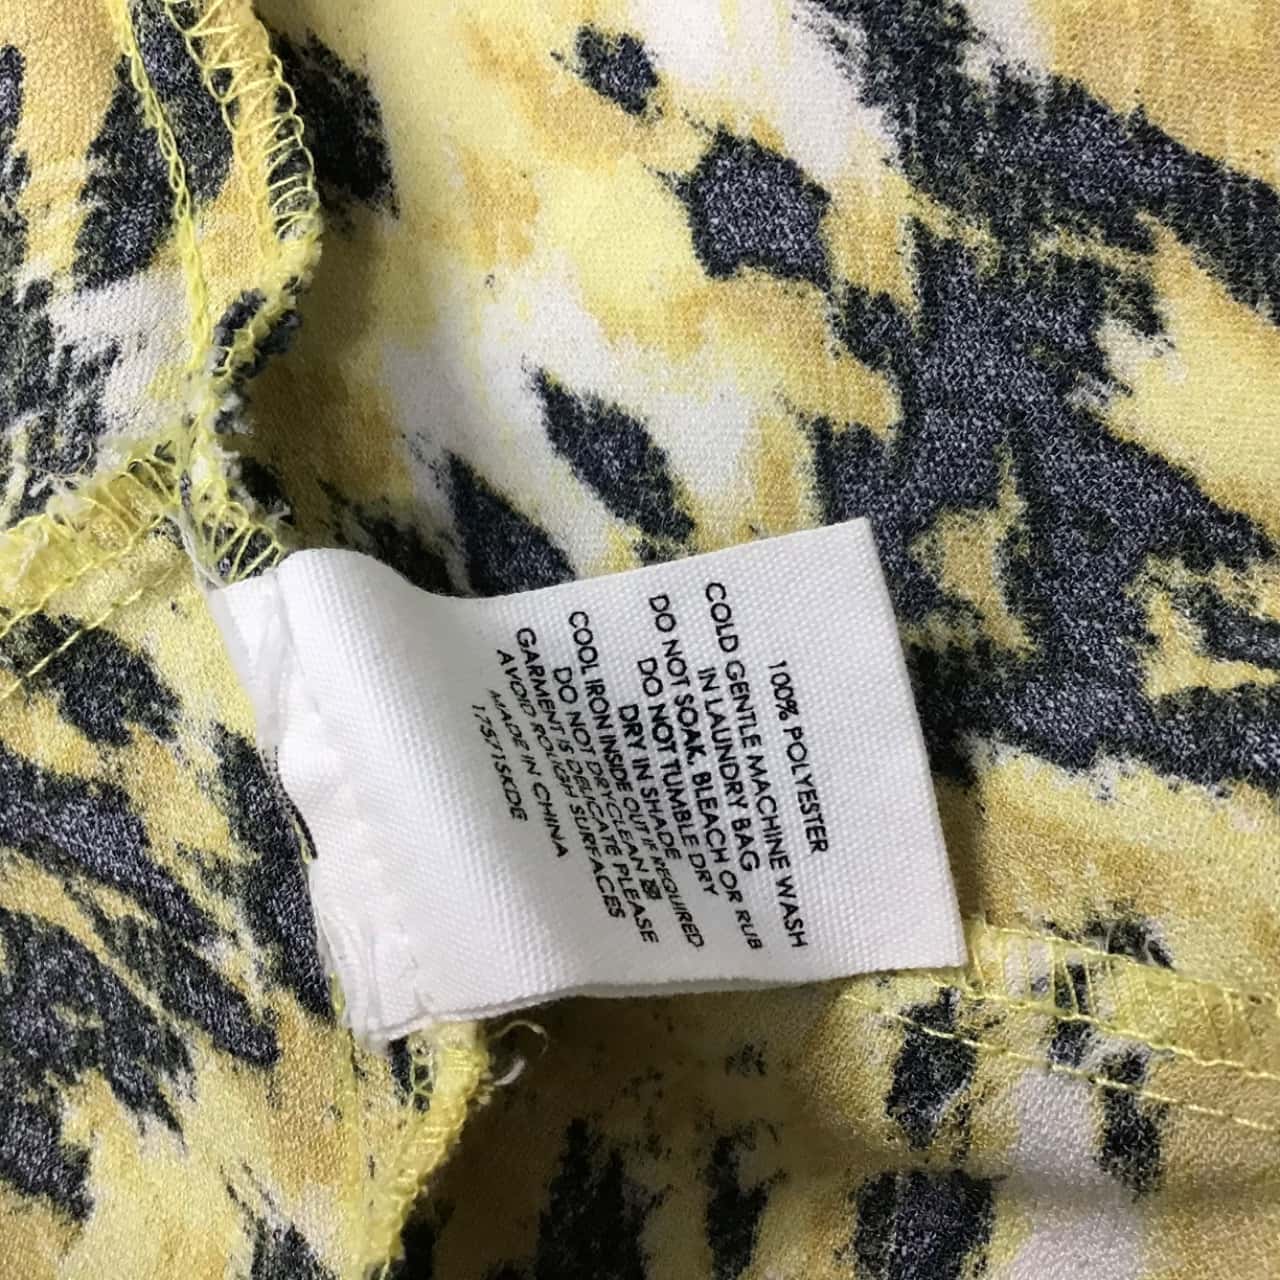 100% POLYESTER
COLD GENTLE MACHINE WASH
IN LAUNDRY BAG
DO NOT SOAK, BLEACH OR RUB
DO NOT TUMBLE DRY
DRY IN SHADE
COOL IRON INSIDE OUT IF REQUIRED
DO NOT DRYCLEAN
GARMENT IS DELICATE PLEASE
AVOID ROUGH SURFACES
MADE IN CHINA
17571SKDB